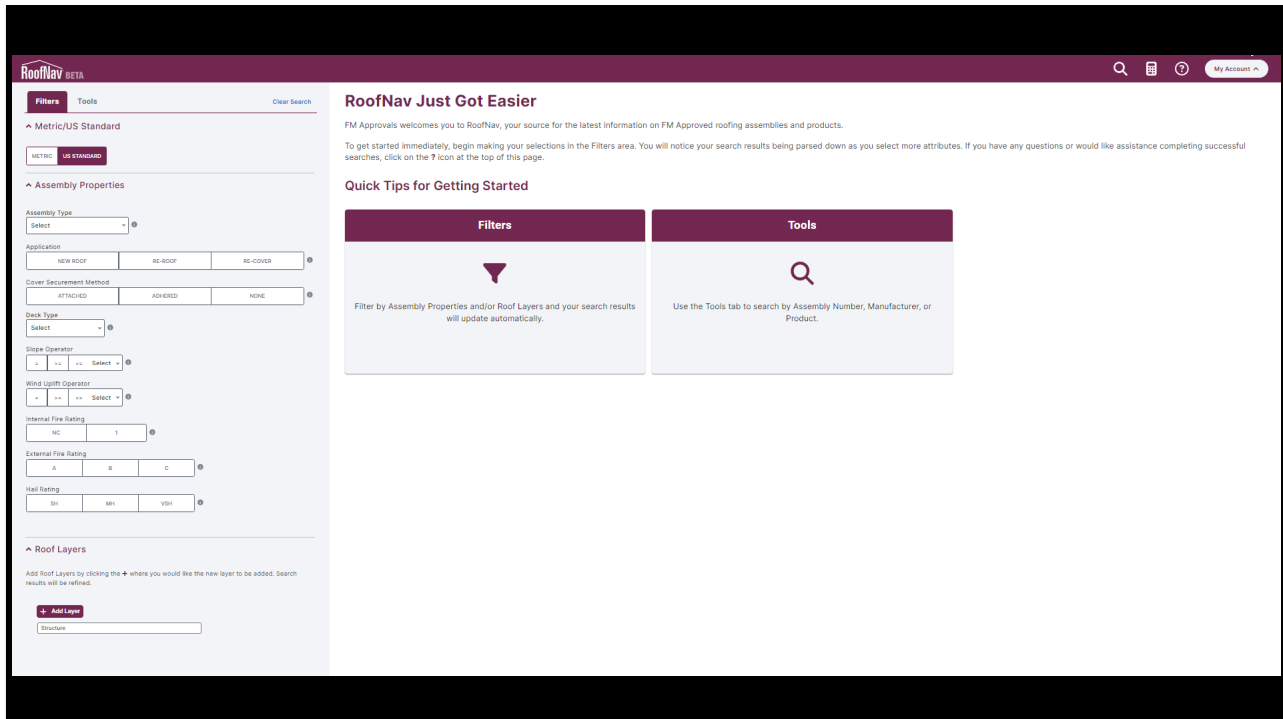 RoofNav BETA
My Account
Filters Tools Clear Search
Metric/US Standard
METRIC US STANDARD
Assembly Properties
Assembly Type
Select
Application
NEW ROOF RE-ROOF RE-COVER
Cover Securement Method
ATTACHED ADHERED NONE
Deck Type
Select
Slope Operator
= >= <= Select
Wind Uplift Operator
= >= <= Select
Internal Fire Rating
NC 1
External Fire Rating
A B C
Hail Rating
SH MH VSH
Roof Layers
Add Roof Layers by clicking the + where you would like the new layer to be added. Search
results will be refined.
+ Add Layer
Structure
RoofNav Just Got Easier
FM Approvals welcomes you to RoofNav, your source for the latest information on FM Approved roofing assemblies and products.
To get started immediately, begin making your selections in the Filters area. You will notice your search results being parsed down as you select more attributes. If you have any questions or would like assistance completing successful
searches, click on the ? icon at the top of this page.
Quick Tips for Getting Started
Filters
Filter by Assembly Properties and/or Roof Layers and your search results
will update automatically.
Tools
Use the Tools tab to search by Assembly Number, Manufacturer, or
Product.